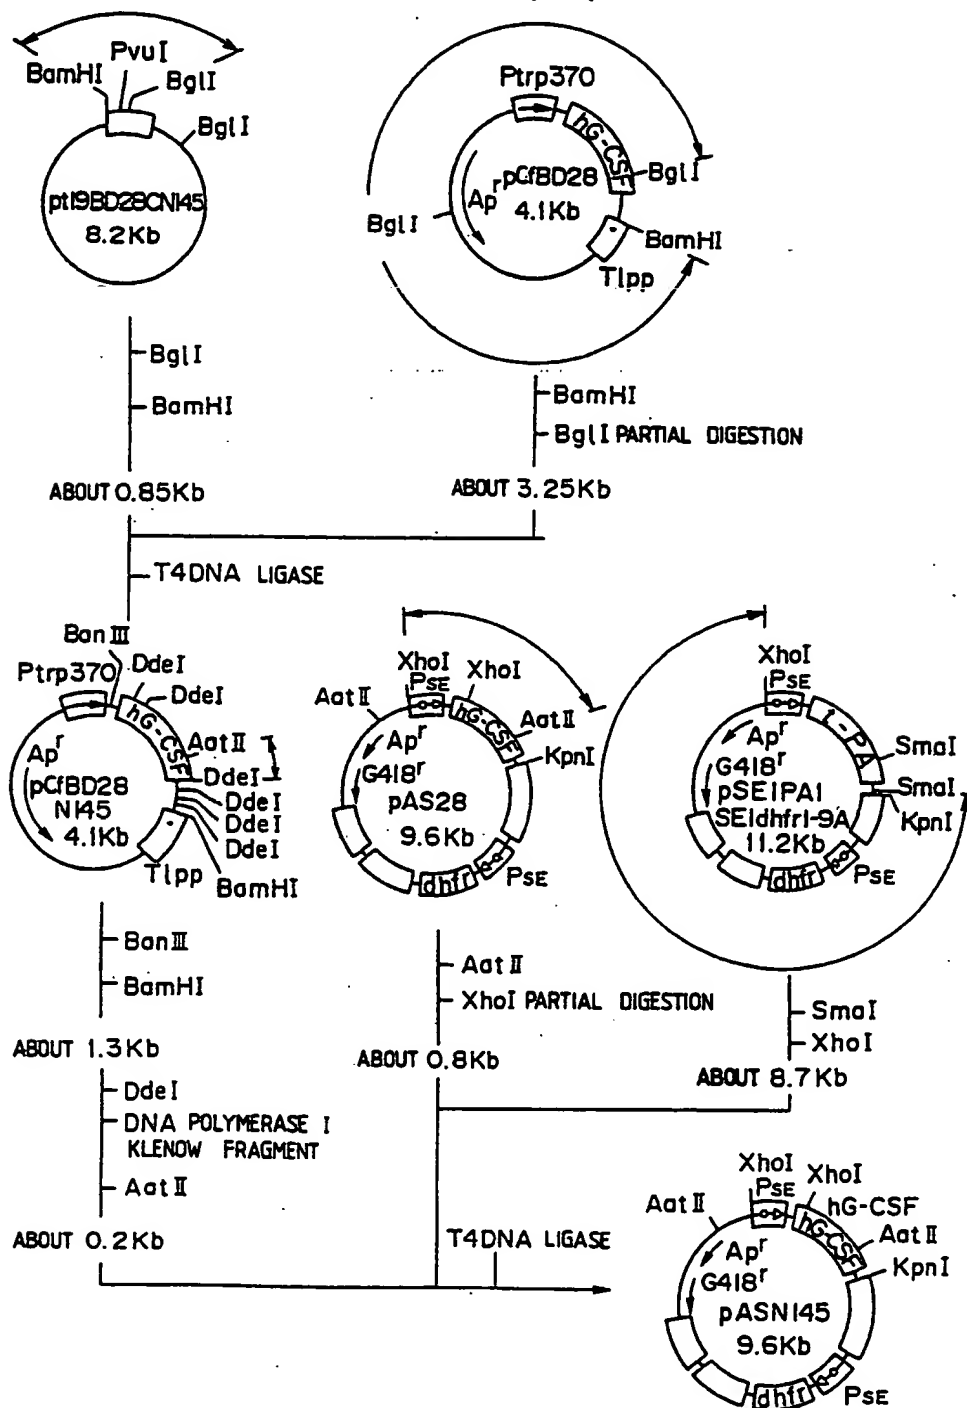 PvuI
BamHI
BglI
BglI
pt19BD28CN145
8.2Kb
Ptrp370
hG-CSF
BglI
pCfBD28
Apr
4.1Kb
BglI
BamHI
Tlpp
BglI
BamHI
ABOUT 0.85Kb
BamHI
BglI PARTIAL DIGESTION
ABOUT 3.25Kb
T4DNA LIGASE
BanIII
Ptrp370
DdeI
DdeI
hG-CSF
AatII
DdeI
DdeI
DdeI
DdeI
Apr
pCfBD28
N145
4.1Kb
Tlpp
BamHI
XhoI
PSE
XhoI
AatII
hG-CSF
AatII
KpnI
Apr
G418r
pAS28
9.6Kb
dhfr
PSE
XhoI
PSE
t-PA
SmaI
SmaI
KpnI
Apr
G418r
pSE1PA1
SE1dhfr1-9A
11.2Kb
dhfr
PSE
BanIII
BamHI
ABOUT 1.3Kb
DdeI
DNA POLYMERASE I
KLENOW FRAGMENT
AatII
ABOUT 0.2Kb
AatII
XhoI PARTIAL DIGESTION
ABOUT 0.8Kb
SmaI
XhoI
ABOUT 8.7Kb
T4DNA LIGASE
XhoI
PSE
XhoI
hG-CSF
AatII
hG-CSF
AatII
KpnI
Apr
G418r
pASN145
9.6Kb
dhfr
PSE